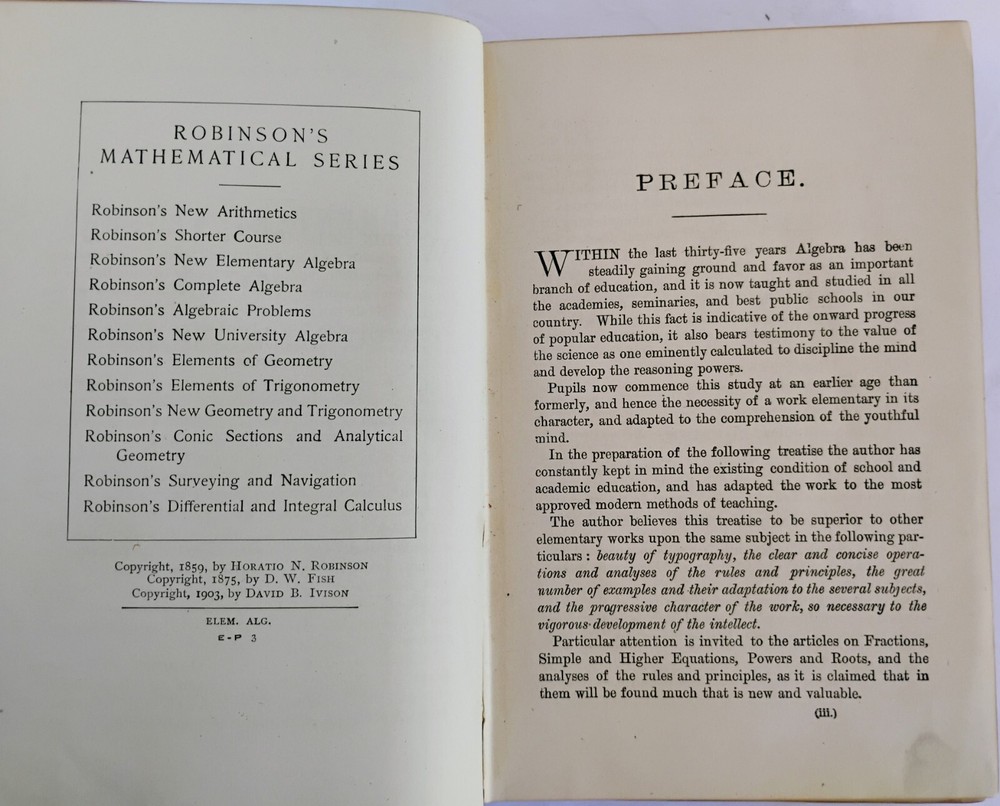 ROBINSON'S
MATHEMATICAL SERIES
Robinson's New Arithmetics
Robinson's Shorter Course
Robinson's New Elementary Algebra
Robinson's Complete Algebra
Robinson's Algebraic Problems
Robinson's New University Algebra
Robinson's Elements of Geometry
Robinson's Elements of Trigonometry
Robinson's New Geometry and Trigonometry
Robinson's Conic Sections and Analytical
Geometry
Robinson's Surveying and Navigation
Robinson's Differential and Integral Calculus
Copyright, 1859, by HORATIO N. ROBINSON
Copyright, 1875, by D. W. FISH
Copyright, 1903, by DAVID B. IVISON
ELEM. ALG.
E-P 3
PREFACE.
WITHIN the last thirty-five years Algebra has been
steadily gaining ground and favor as an important
branch of education, and it is now taught and studied in all
the academies, seminaries, and best public schools in our
country. While this fact is indicative of the onward progress
of popular education, it also bears testimony to the value of
the science as one eminently calculated to discipline the mind
and develop the reasoning powers.
Pupils now commence this study at an earlier age than
formerly, and hence the necessity of a work elementary in its
character, and adapted to the comprehension of the youthful
mind.
In the preparation of the following treatise the author has
constantly kept in mind the existing condition of school and
academic education, and has adapted the work to the most
approved modern methods of teaching.
The author believes this treatise to be superior to other
elementary works upon the same subject in the following par-
ticulars : beauty of typography, the clear and concise opera-
tions and analyses of the rules and principles, the great
number of examples and their adaptation to the several subjects,
and the progressive character of the work, so necessary to the
vigorous development of the intellect.
Particular attention is invited to the articles on Fractions,
Simple and Higher Equations, Powers and Roots, and the
analyses of the rules and principles, as it is claimed that in
them will be found much that is new and valuable.
(iii.)